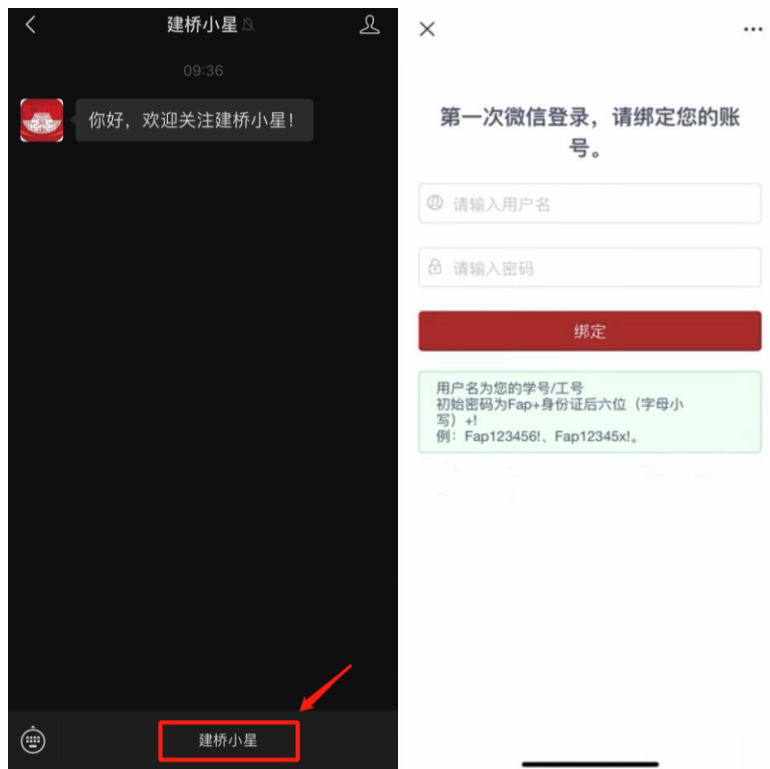 建桥小星
09:36
你好，欢迎关注建桥小星！
建桥小星
第一次微信登录，请绑定您的账
号。
请输入用户名
请输入密码
绑定
用户名为您的学号/工号
初始密码为Fap+身份证后六位（字母小
写）+!
例：Fap123456!、Fap12345x!。